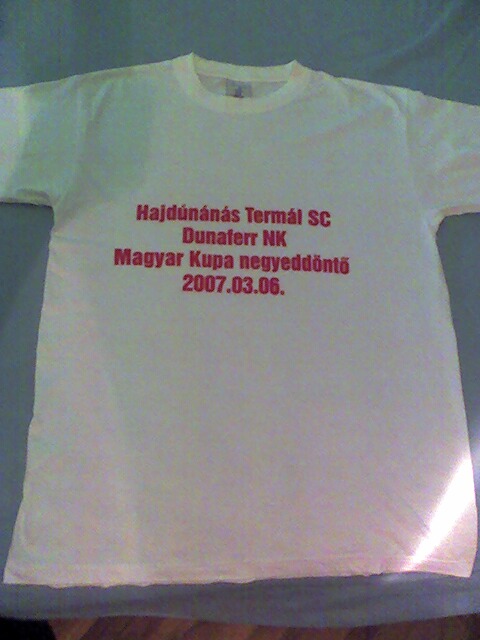 Hajdúnánás Termál SC
Dunaferr NK
Magyar Kupa negyeddöntő
2007.03.06.